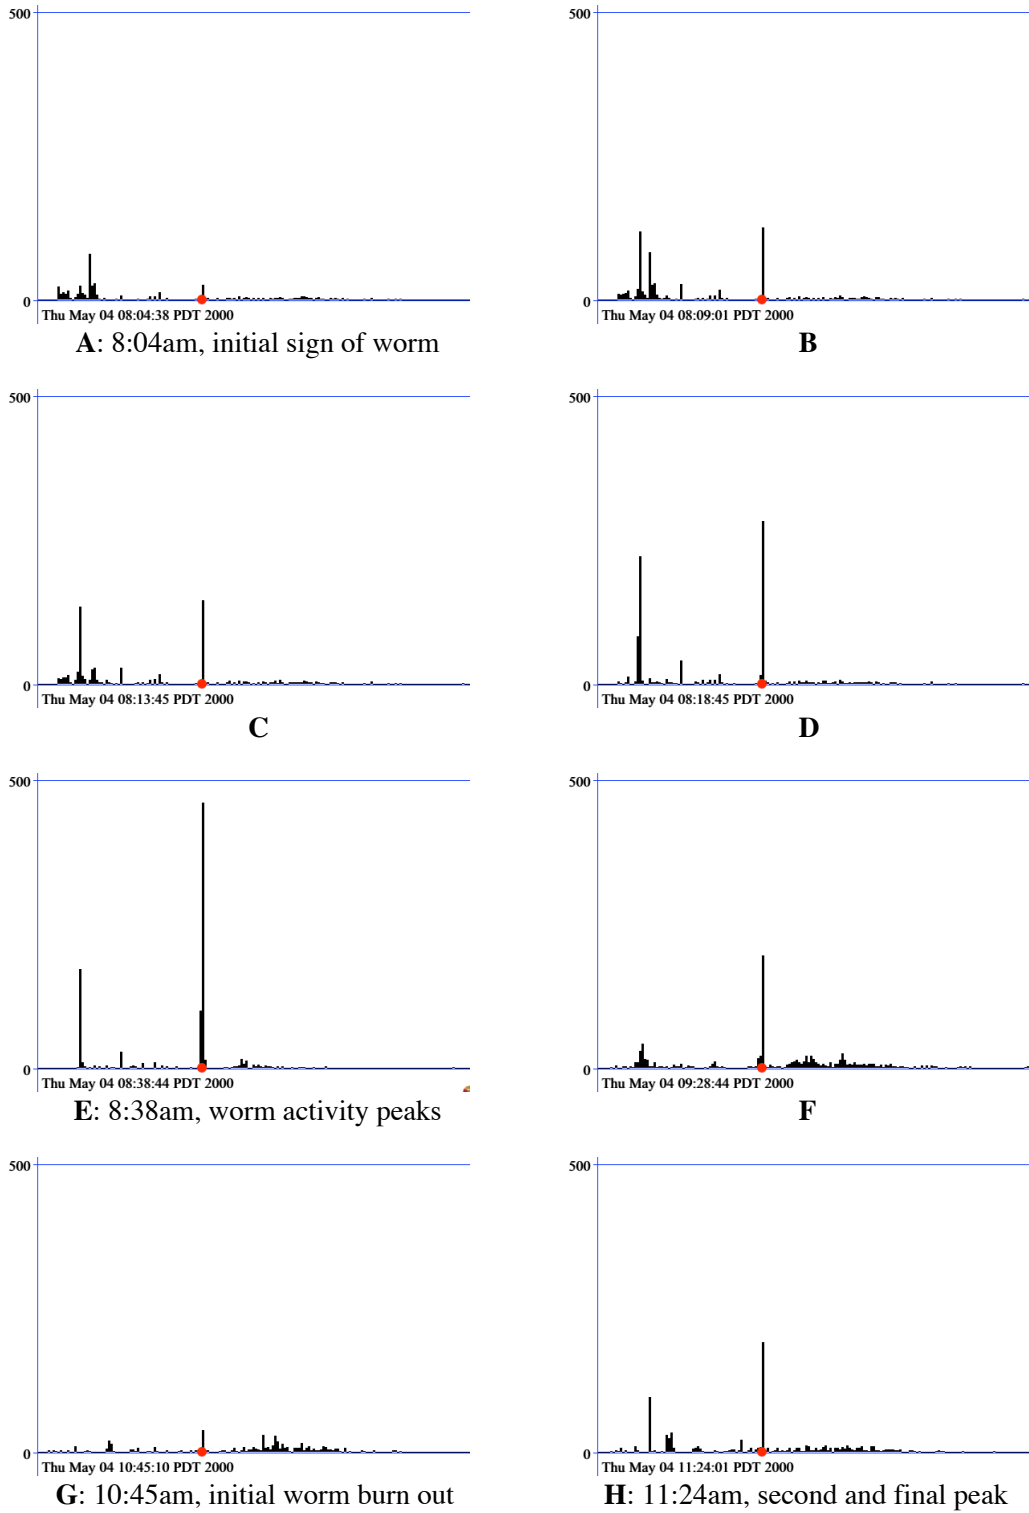 500
0
Thu May 04 08:04:38 PDT 2000
A: 8:04am, initial sign of worm
500
0
Thu May 04 08:09:01 PDT 2000
B
500
0
Thu May 04 08:13:45 PDT 2000
C
500
0
Thu May 04 08:18:45 PDT 2000
D
500
0
Thu May 04 08:38:44 PDT 2000
E: 8:38am, worm activity peaks
500
0
Thu May 04 09:28:44 PDT 2000
F
500
0
Thu May 04 10:45:10 PDT 2000
G: 10:45am, initial worm burn out
500
0
Thu May 04 11:24:01 PDT 2000
H: 11:24am, second and final peak